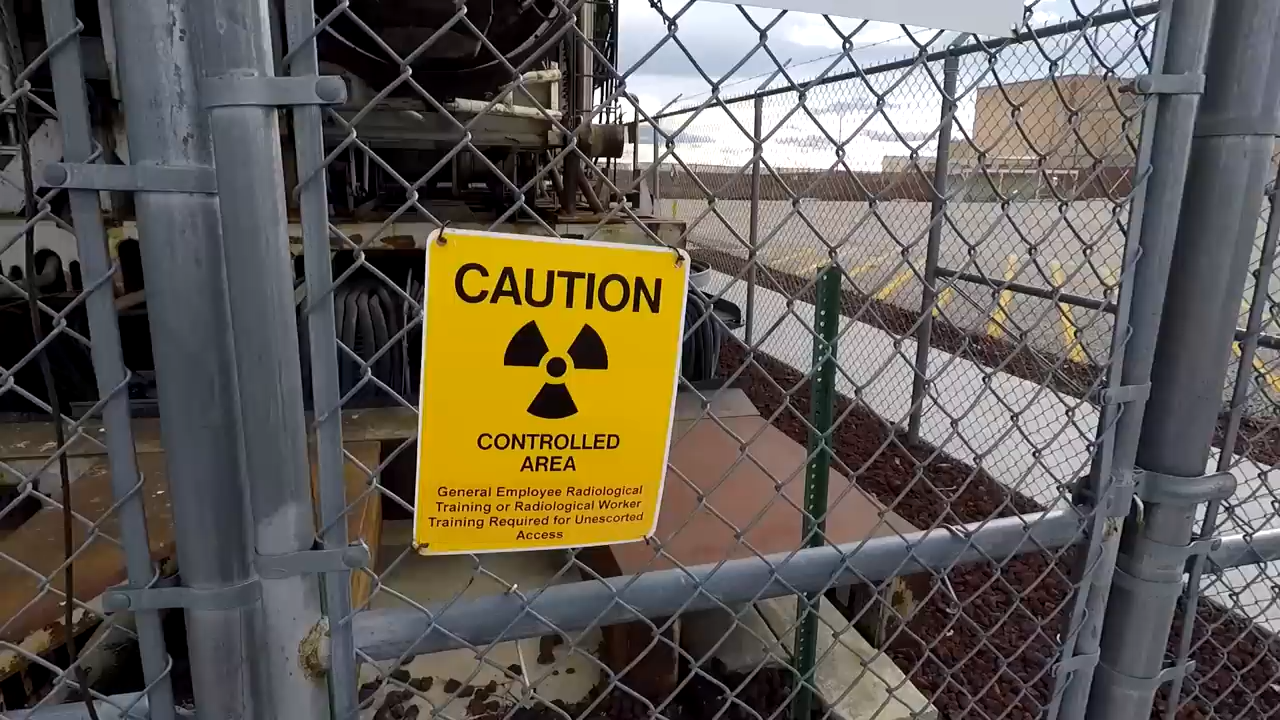 CAUTION
CONTROLLED
AREA
General Employee Radiological
Training or Radiological Worker
Training Required for Unescorted
Access